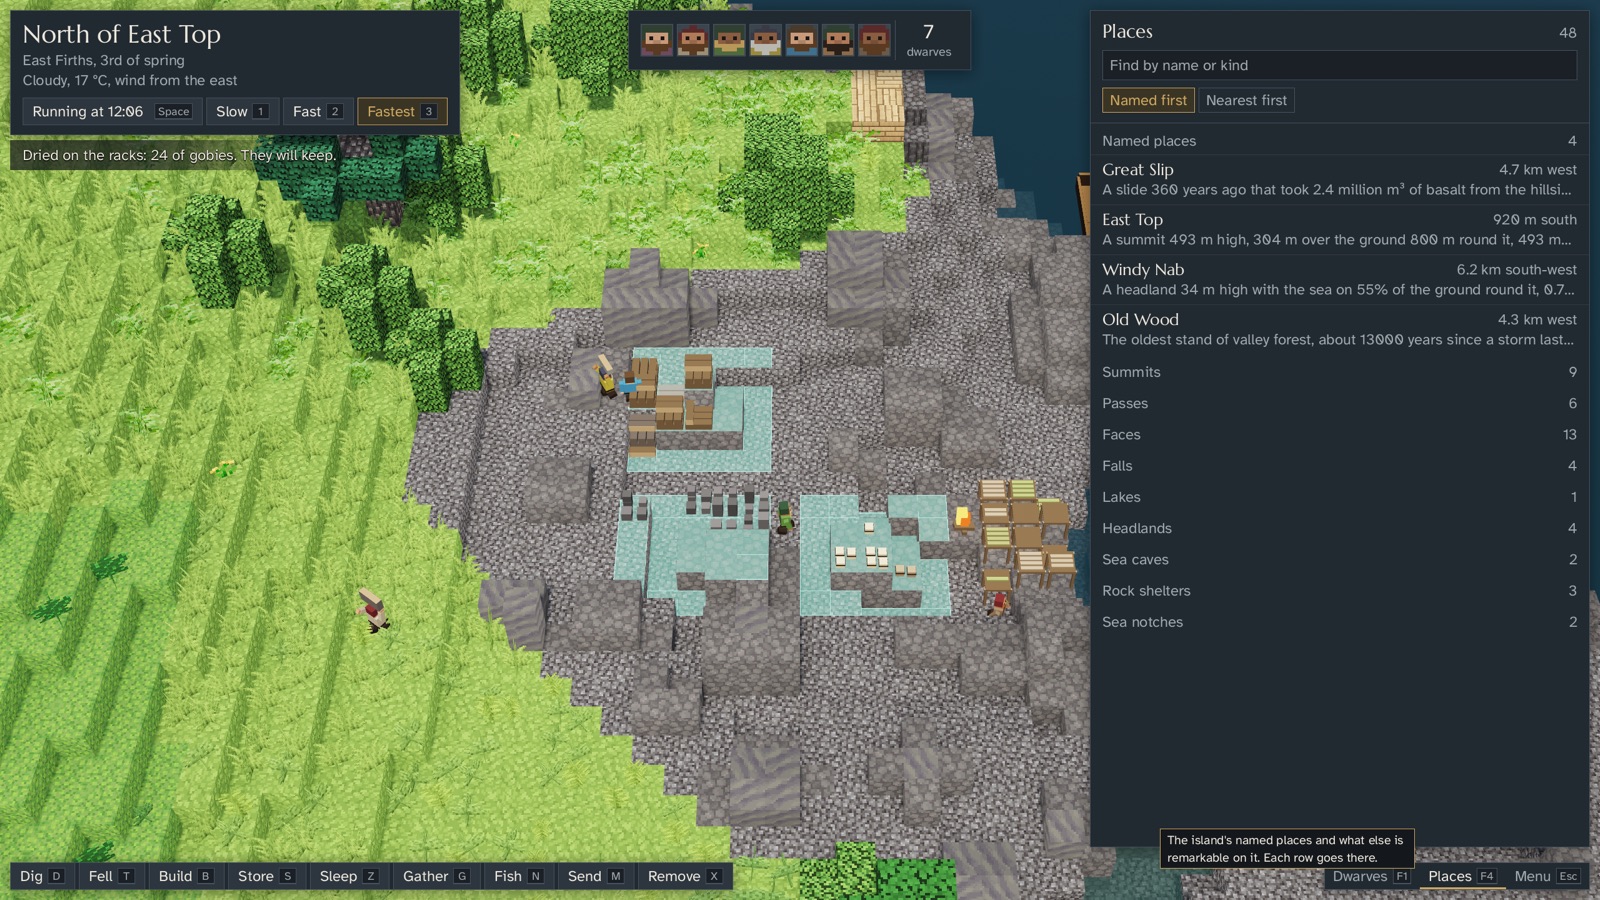 North of East Top
East Firths, 3rd of spring
Cloudy, 17 °C, wind from the east
Running at 12:06 Space
Slow 1
Fast 2
Fastest 3
Dried on the racks: 24 of gobies. They will keep.
7
dwarves
Places 48
Find by name or kind
Named first
Nearest first
Named places 4
Great Slip 4.7 km west
A slide 360 years ago that took 2.4 million m³ of basalt from the hillsi...
East Top 920 m south
A summit 493 m high, 304 m over the ground 800 m round it, 493 m...
Windy Nab 6.2 km south-west
A headland 34 m high with the sea on 55% of the ground round it, 0.7...
Old Wood 4.3 km west
The oldest stand of valley forest, about 13000 years since a storm last...
Summits 9
Passes 6
Faces 13
Falls 4
Lakes 1
Headlands 4
Sea caves 2
Rock shelters 3
Sea notches 2
The island's named places and what else is
remarkable on it. Each row goes there.
Dig D
Fell T
Build B
Store S
Sleep Z
Gather G
Fish N
Send M
Remove X
Dwarves F1
Places F4
Menu Esc